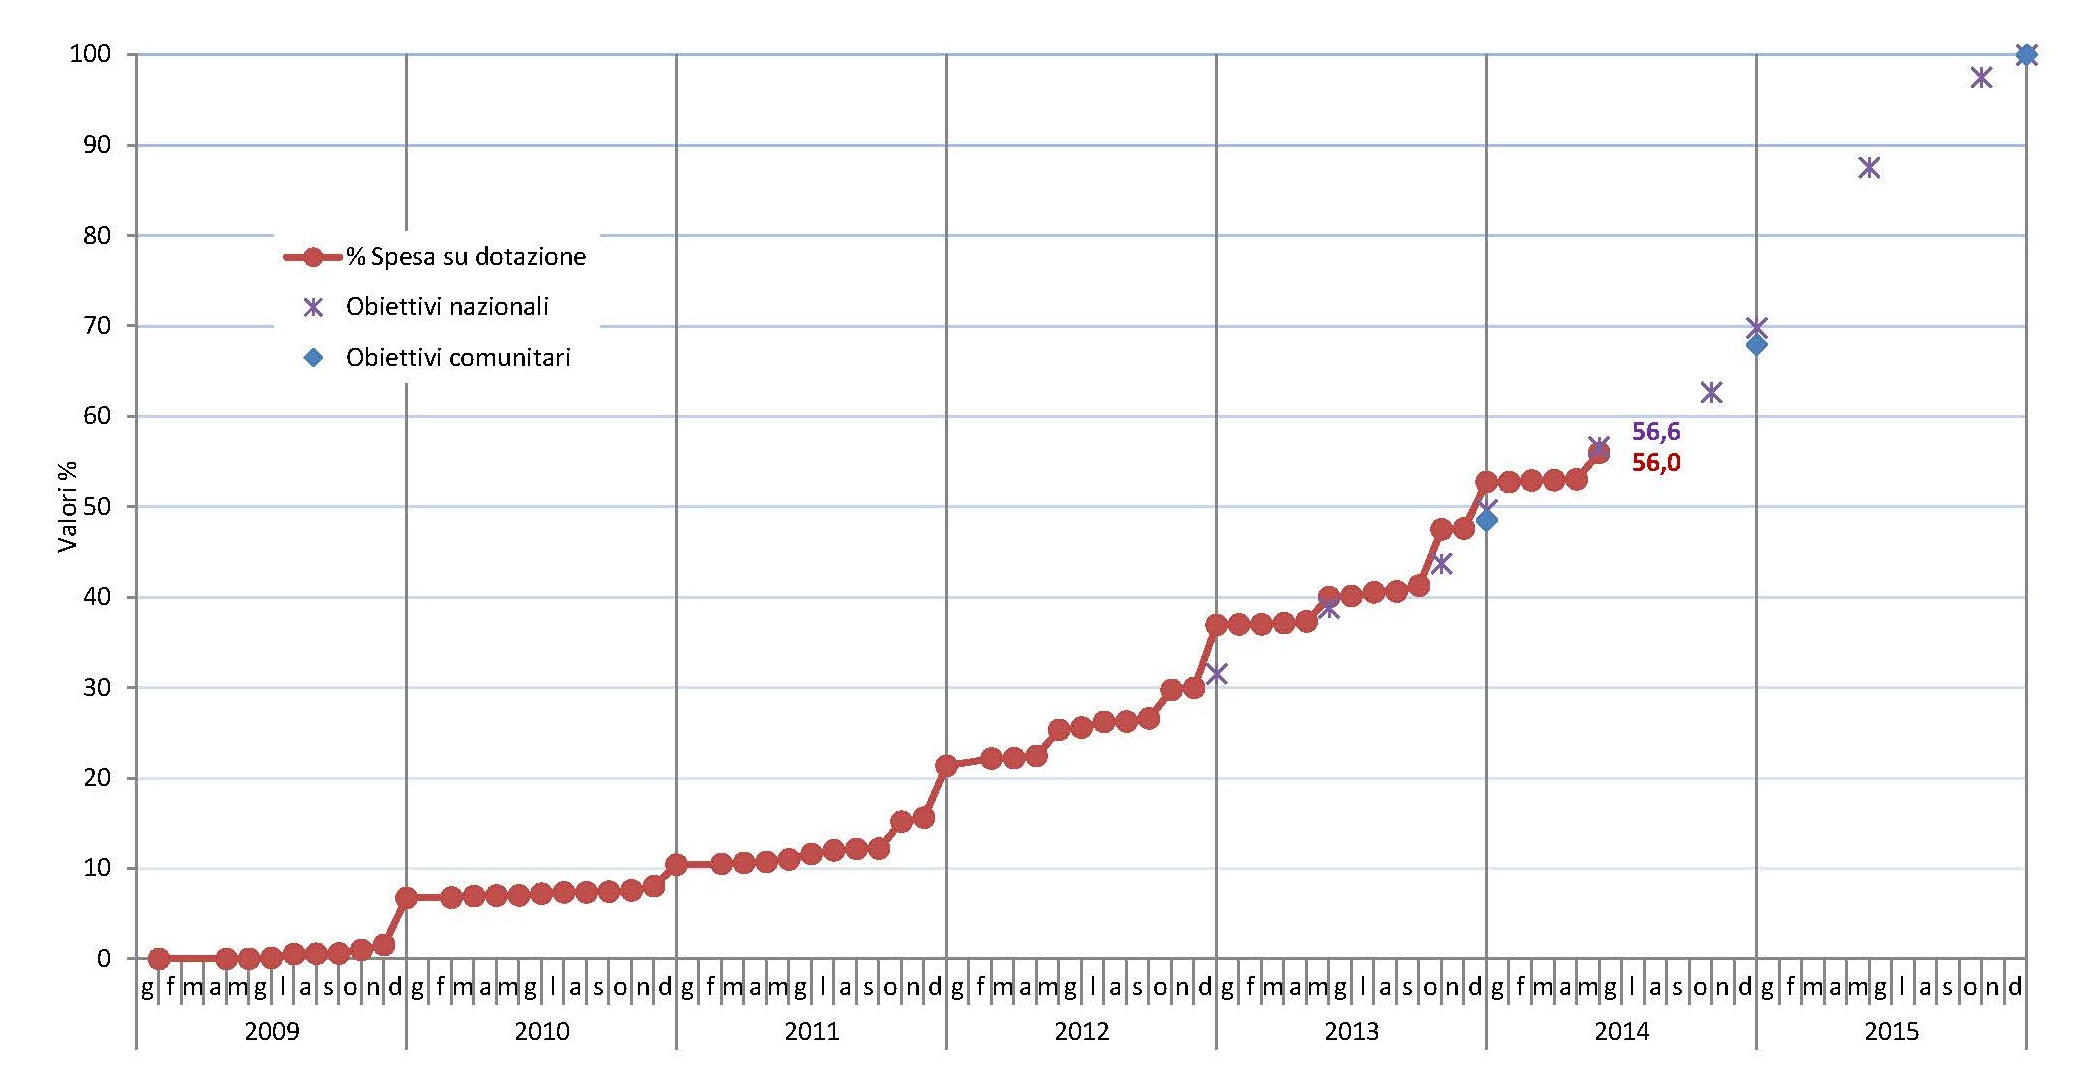 100
90
80
70
60
50
40
30
20
10
0
Valori %
% Spesa su dotazione
Obiettivi nazionali
Obiettivi comunitari
56,6
56,0
g f m a m g l a s o n d g f m a m g l a s o n d g f m a m g l a s o n d g f m a m g l a s o n d g f m a m g l a s o n d g f m a m g l a s o n d g f m a m g l a s o n d
2009 2010 2011 2012 2013 2014 2015